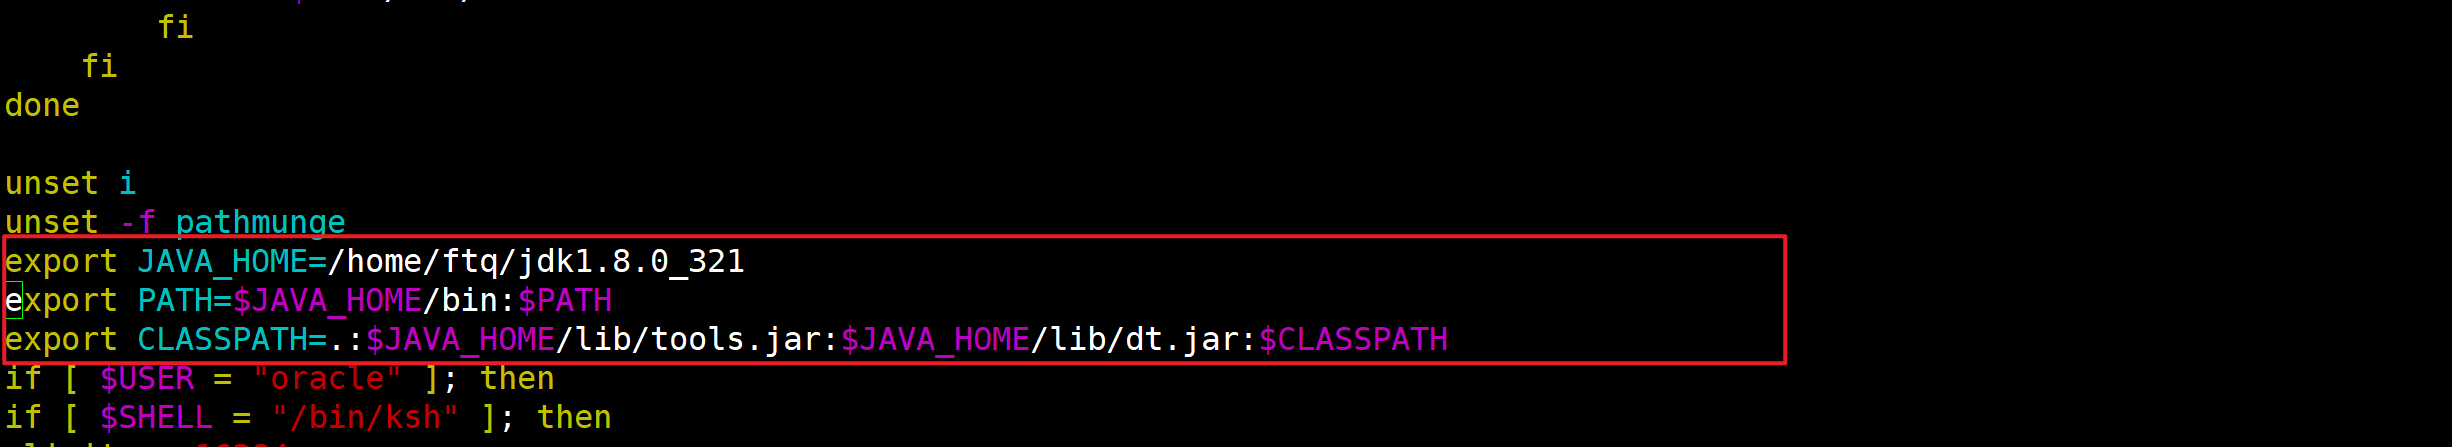 fi
fi
done
unset i
unset -f pathmunge
export JAVA_HOME=/home/ftq/jdk1.8.0_321
export PATH=$JAVA_HOME/bin:$PATH
export CLASSPATH=.:$JAVA_HOME/lib/tools.jar:$JAVA_HOME/lib/dt.jar:$CLASSPATH
if [ $USER = "oracle" ]; then
if [ $SHELL = "/bin/ksh" ]; then